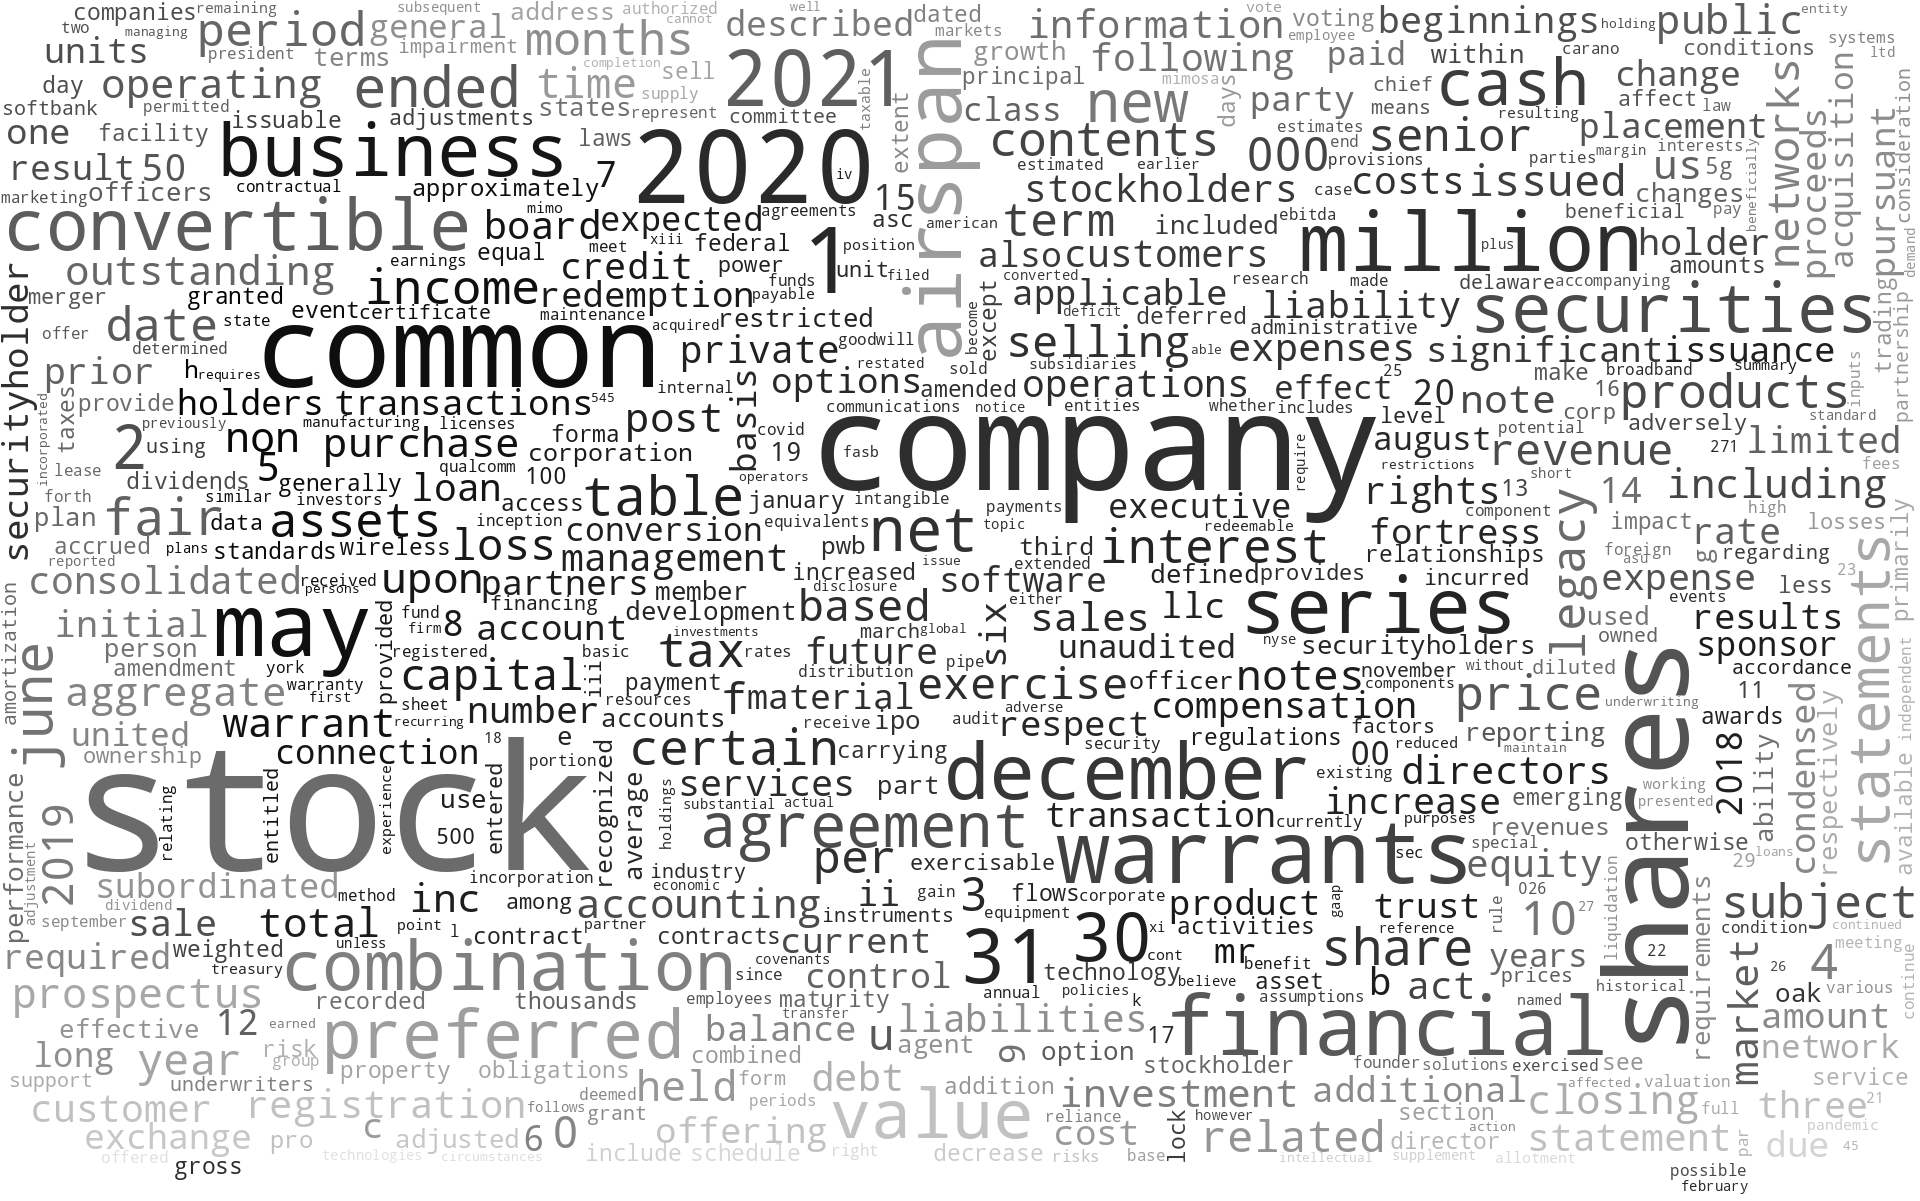 companies remaining subsequent address authorized well dated information vote voting beginnings public entity
two managing period general cannot described markets employee holding
units president terms impairment months growth following paid within carano conditions systems ltd
day operating ended time completion sell 2021 principal mimosa party chief cash change
softbank permitted states supply taxable class new days means affect law networks acquisition
one facility issuable adjustments represent committee extent contents estimates senior resulting placement demand consideration
result 50 business laws 2020 airspan 000 end provisions parties margin interests us 5g pursuant
marketing officers contractual approximately 7 iv 15 estimated earlier stockholders case costs issued changes beneficially proceeds
convertible mimo board expected agreements asc american term included ebitda million beneficial pay
outstanding earnings equal meet xiii federal 1 position also customers plus holder
securityholder merger granted income credit power funds unit filed converted research made delaware accompanying amounts
offer date state event certificate redemption payable applicable deficit liability securities trading partnership
determined common maintenance acquired restricted goodwill become except selling deferred administrative
prior h requires private restated able expenses significant issuance
incorporated taxes provide holders transactions 545 internal options amended sold subsidiaries operations effect 25 20 make broadband summary inputs
previously manufacturing licenses post basis communications notice entities whether includes level note corp 16 products standard
2 using non purchase forma covid company august potential adversely
lease 5 qualcomm corporation 19 fasb require restrictions revenue 271 limited
forth dividends generally loan 100 operators short fees
plan similar investors access table january intangible payments executive rights 13 legacy 14 including
fair data assets inception conversion equivalents net topic redeemable component impact high losses
accrued plans standards wireless loss management pwb third interest fortress foreign rate primarily
reported consolidated received upon partners increased issue extended relationships asu g regarding
amortization persons fund financing member disclosure software defined provides incurred expense events less 23
initial may provided firm 8 account development based either sales llc series used results statements
person registered basic investments march global six unaudited nyse securityholders owned sponsor
june amendment york iii tax rates future pipe november without diluted accordance
aggregate warranty first capital payment distribution exercise officer notes components price 11 independent
sheet resources f material adverse compensation underwriting awards
united warrant recurring number accounts receive ipo audit respect factors shares
ownership connection 18 e certain carrying security regulations 00 reduced reporting maintain 2018 condensed respectively
performance stock portion recognized services part december existing directors working ability
2019 relating entitled experience use entered average holdings substantial actual increase emerging presented
500 agreement transaction currently purposes revenues otherwise available
adjustment per exercisable warrants sec special equity 29 loans
subordinated method incorporation industry economic ii gain flows corporate liquidation
dividend inc among accounting 3 product gaap trust 026 10 27 subject
september sale total point l partner instruments equipment activities rule requirements condition continued
required weighted unless contract contracts current 31 30 xi reference 22 meeting
treasury combination since covenants control technology cont mr share years market 26 4
prospectus recorded thousands employees maturity annual policies k believe benefit asset b act prices historical oak various continue
effective 12 earned transfer balance u liabilities 17 assumptions named amount
long year risk preferred combined agent 9 option financial network
group property obligations stockholder founder solutions exercised see
support underwriters held form debt addition affected valuation service
customer registration follows deemed periods value investment additional closing full three 21
grant reliance however section pandemic
exchange pro c adjusted 6 0 offering cost lock related action statement par due
offered technologies circumstances include schedule right decrease risks base intellectual director supplement allotment 45
gross possible
february